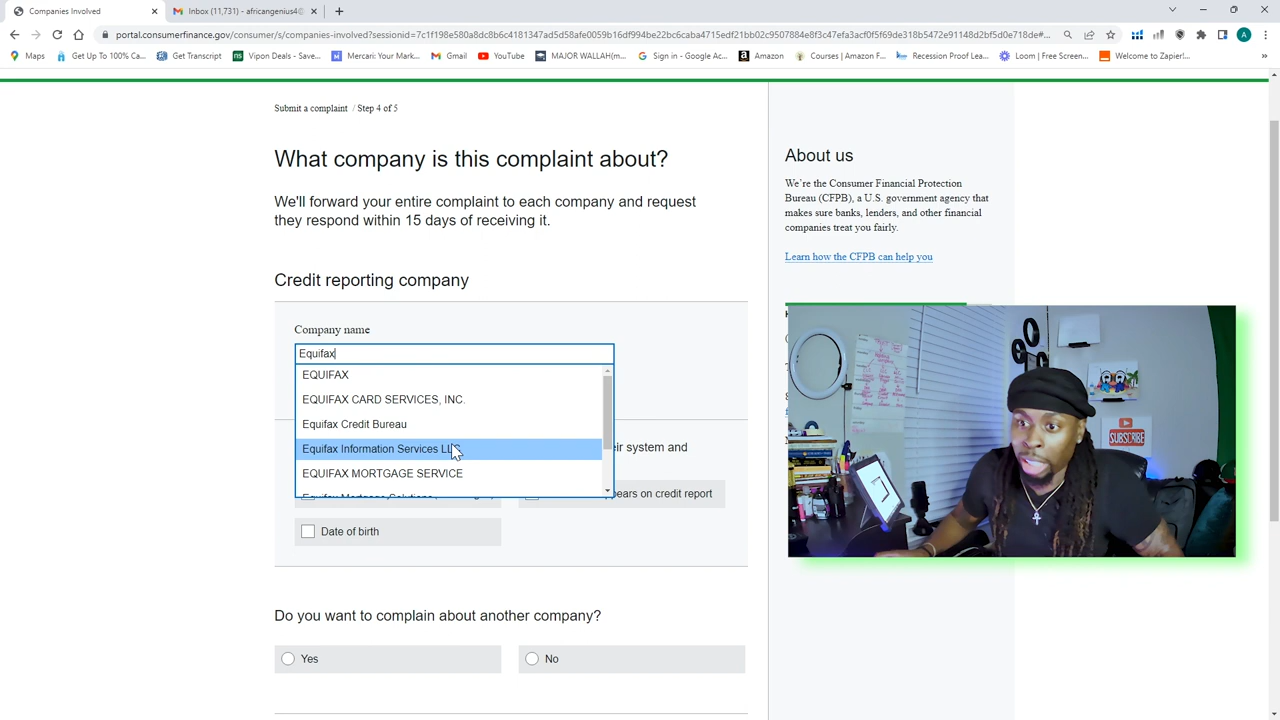 Companies Involved
Inbox (11,731) - africangenius4@
portal.consumerfinance.gov/consumer/s/companies-involved?sessionid=
Maps
Get Up To 100% Ca...
Get Transcript
Vipon Deals - Save...
Mercari: Your Mark...
Gmail
YouTube
MAJOR WALLAH(m...
Sign in - Google Ac...
Amazon
Courses | Amazon F...
Recession Proof Lea...
Loom | Free Screen...
Welcome to Zapier!...
A
Submit a complaint / Step 4 of 5
What company is this complaint about?
We'll forward your entire complaint to each company and request
they respond within 15 days of receiving it.
Credit reporting company
Company name
Equifax
EQUIFAX
EQUIFAX CARD SERVICES, INC.
Equifax Credit Bureau
Equifax Information Services LLC
EQUIFAX MORTGAGE SERVICE
Equifax Mortgage Solutions
system and
on credit report
Date of birth
Do you want to complain about another company?
Yes
No
About us
We're the Consumer Financial Protection
Bureau (CFPB), a U.S. government agency that
makes sure banks, lenders, and other financial
companies treat you fairly.
Learn how the CFPB can help you
SUBSCRIBE